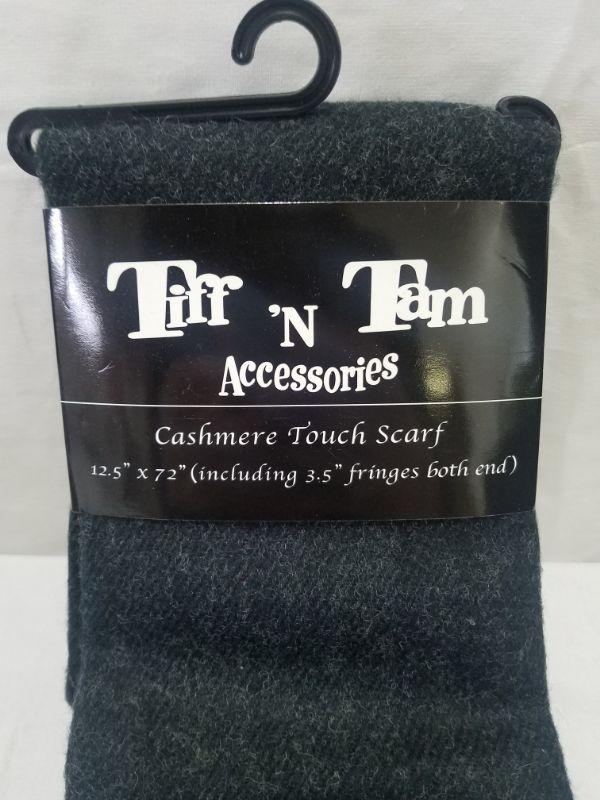 Tiff 'N Tam
Accessories
Cashmere Touch Scarf
12.5" x 72" (including 3.5" fringes both end)